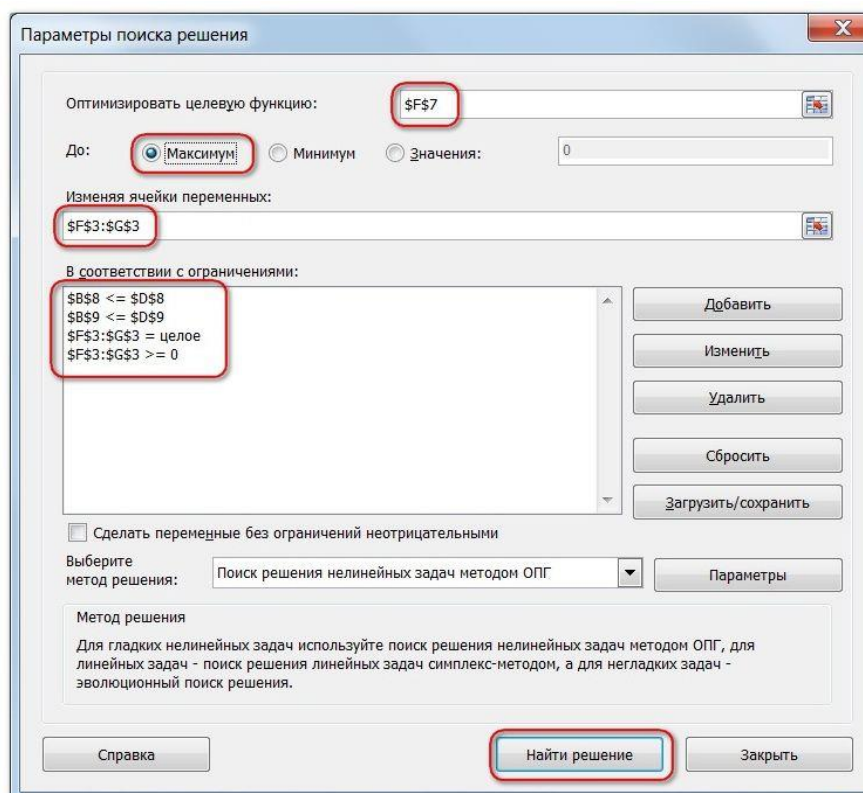 Параметры поиска решения
X
Оптимизировать целевую функцию: $F$7
До: Максимум Минимум Значения: 0
Изменяя ячейки переменных:
$F$3:$G$3
В соответствии с ограничениями:
$B$8 <= $D$8
$B$9 <= $D$9
$F$3:$G$3 = целое
$F$3:$G$3 >= 0
Добавить
Изменить
Удалить
Сбросить
Загрузить/сохранить
Сделать переменные без ограничений неотрицательными
Выберите
метод решения: Поиск решения нелинейных задач методом ОПГ Параметры
Метод решения
Для гладких нелинейных задач используйте поиск решения нелинейных задач методом ОПГ, для
линейных задач - поиск решения линейных задач симплекс-методом, а для негладких задач -
эволюционный поиск решения.
Справка Найти решение Закрыть